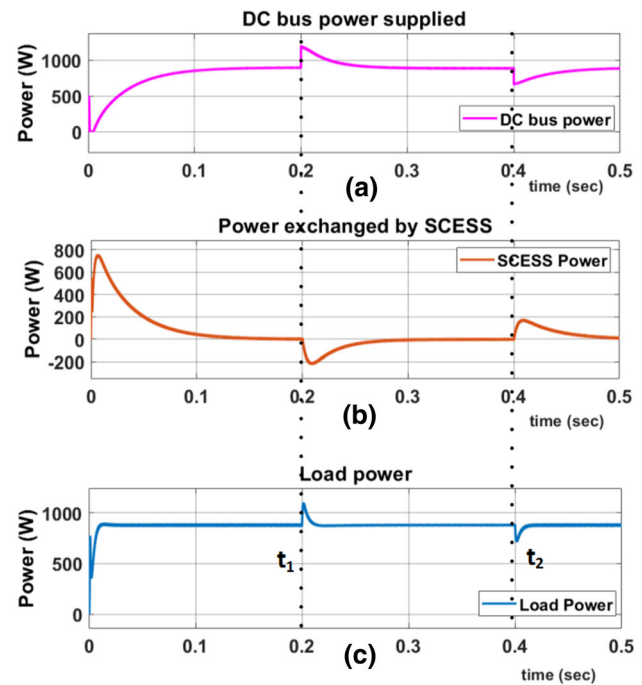 DC bus power supplied
Power (W)
1000
500
0
DC bus power
0 0.1 0.2 0.3 0.4 0.5
(a)
time (sec)
Power exchanged by SCESS
Power (W)
800
600
400
200
0
-200
SCESS Power
0 0.1 0.2 0.3 0.4 0.5
(b)
time (sec)
Load power
Power (W)
1000
500
0
t1
t2
Load Power
0 0.1 0.2 0.3 0.4 0.5
(c)
time (sec)